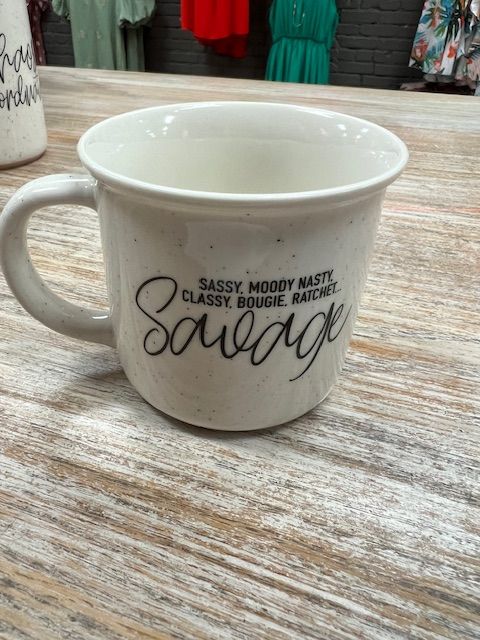 SASSY, MOODY NASTY,
CLASSY, BOUGIE, RATCHET...
Savage